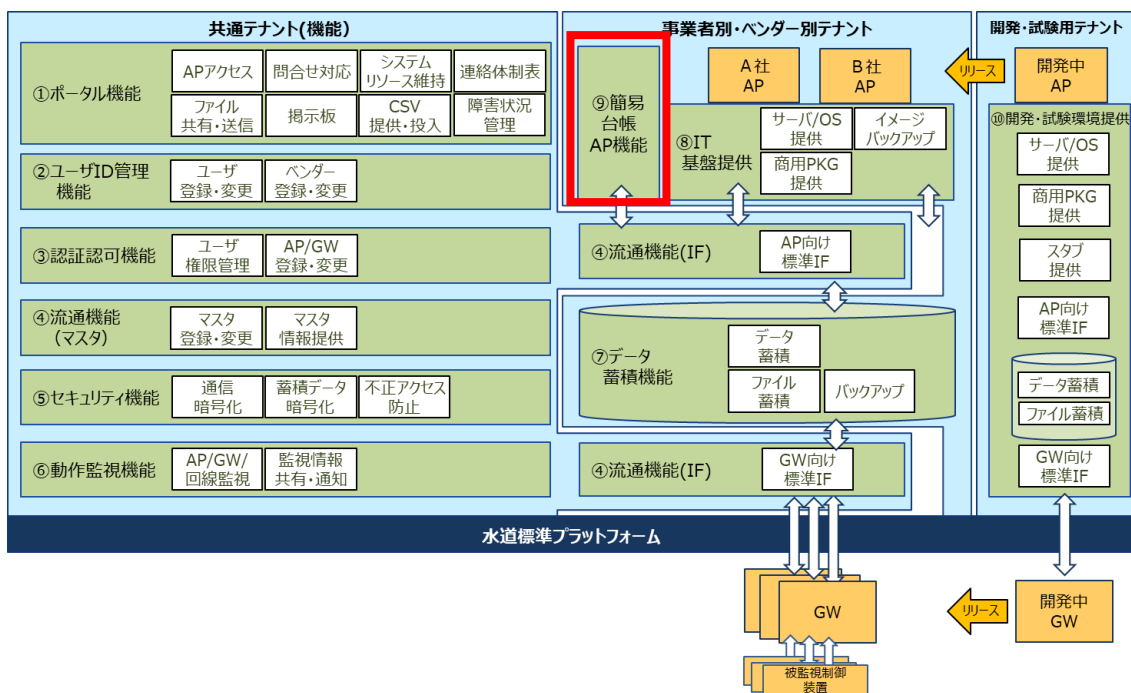 共通テナント(機能)
①ポータル機能
APアクセス
問合せ対応
システム
リソース維持
連絡体制表
ファイル
共有・送信
掲示板
CSV
提供・投入
障害状況
管理
②ユーザID管理
機能
ユーザ
登録・変更
ベンダー
登録・変更
③認証認可機能
ユーザ
権限管理
AP/GW
登録・変更
④流通機能
(マスタ)
マスタ
登録・変更
マスタ
情報提供
⑤セキュリティ機能
通信
暗号化
蓄積データ
暗号化
不正アクセス
防止
⑥動作監視機能
AP/GW/
回線監視
監視情報
共有・通知
事業者別・ベンダー別テナント
⑨簡易
台帳
AP機能
A社
AP
B社
AP
⑧IT
基盤提供
サーバ/OS
提供
イメージ
バックアップ
商用PKG
提供
④流通機能(IF)
AP向け
標準IF
⑦データ
蓄積機能
データ
蓄積
ファイル
蓄積
バックアップ
④流通機能(IF)
GW向け
標準IF
開発・試験用テナント
リリース
開発中
AP
⑩開発・試験環境提供
サーバ/OS
提供
商用PKG
提供
スタブ
提供
AP向け
標準IF
データ蓄積
ファイル蓄積
GW向け
標準IF
水道標準プラットフォーム
GW
リリース
開発中
GW
被監視制御
装置